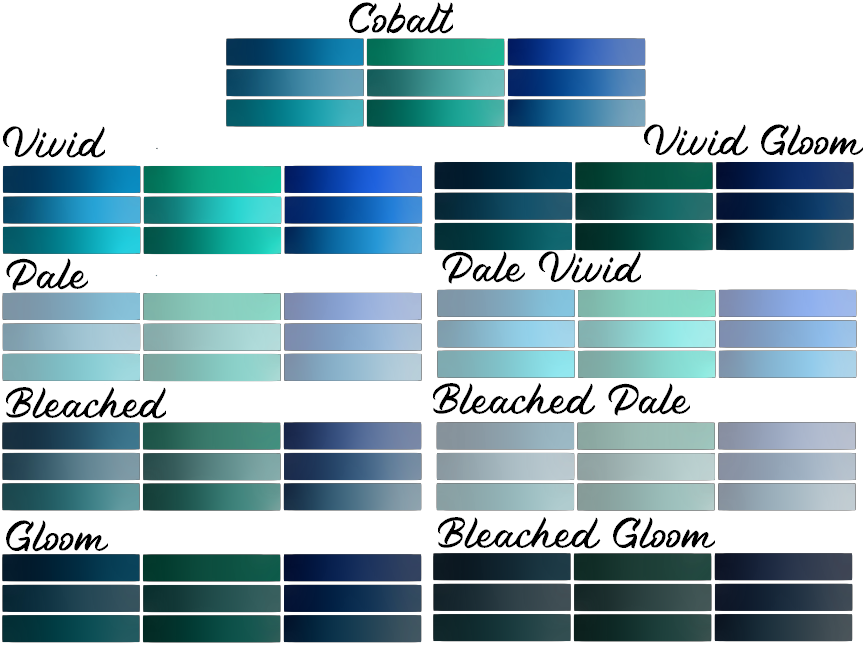 Cobalt
Vivid
Vivid Gloom
Pale
Pale Vivid
Bleached
Bleached Pale
Gloom
Bleached Gloom